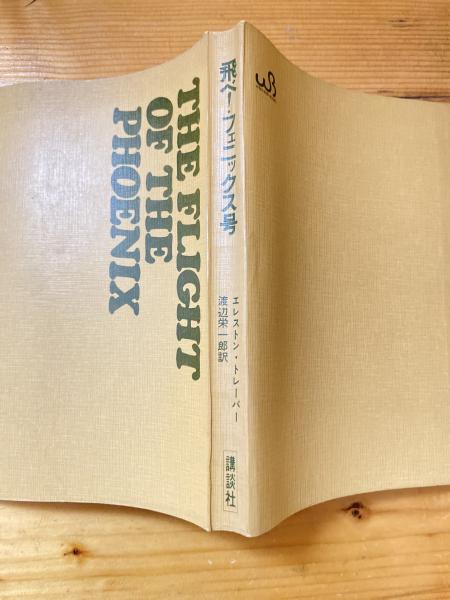 THE FLIGHT
OF THE
PHOENIX
飛べ!フェニックス号
エレストン・トレーバー
渡辺栄一郎訳
講談社